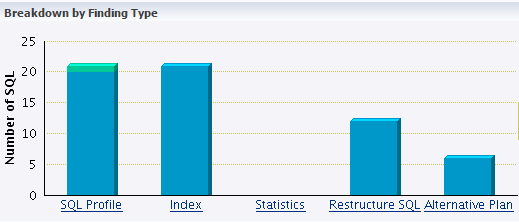 Breakdown by Finding Type
Number of SQL
25
20
15
10
5
0
SQL Profile
Index
Statistics
Restructure SQL
Alternative Plan